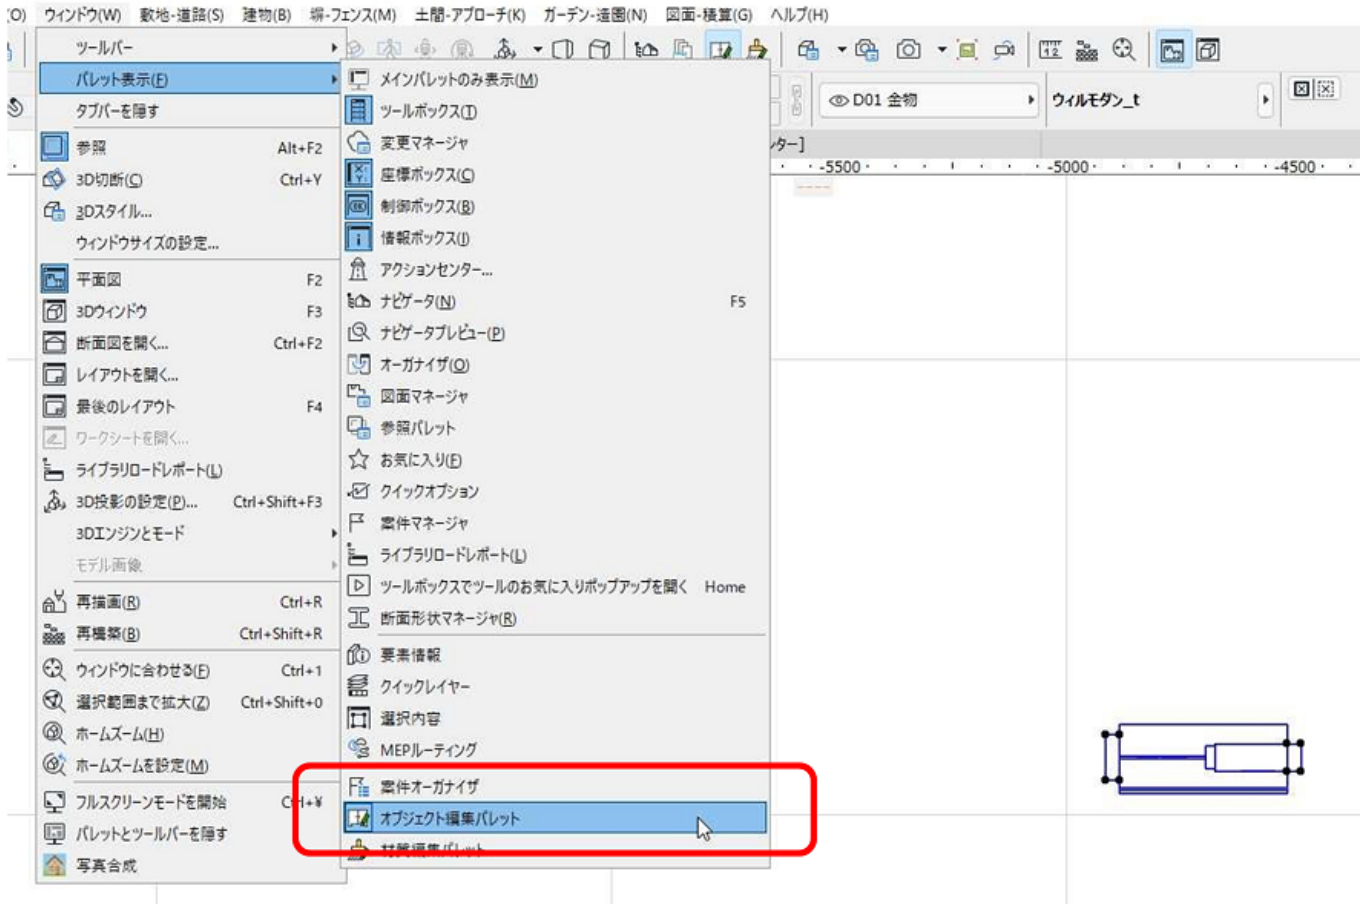 (O) ウィンドウ(W) 敷地-道路(S) 建物(B) 塀-フェンス(M) 土間-アプローチ(K) ガーデン-造園(N) 図面-積算(G) ヘルプ(H)
ツールバー
パレット表示(E)
タブバーを隠す
参照 Alt+F2
3D切断(C) Ctrl+Y
3Dスタイル...
ウィンドウサイズの設定...
平面図 F2
3Dウィンドウ F3
断面図を開く... Ctrl+F2
レイアウトを開く...
最後のレイアウト F4
ワークシートを開く...
ライブラリロードレポート(L)
3D投影の設定(P)... Ctrl+Shift+F3
3Dエンジンとモード
モデル画像
再描画(R) Ctrl+R
再構築(B) Ctrl+Shift+R
ウィンドウに合わせる(F) Ctrl+1
選択範囲まで拡大(Z) Ctrl+Shift+0
ホームズーム(H)
ホームズームを設定(M)
フルスクリーンモードを開始 Ctrl+¥
パレットとツールバーを隠す
写真合成
メインパレットのみ表示(M)
ツールボックス(T)
変更マネージャ
座標ボックス(C)
制御ボックス(B)
情報ボックス(I)
アクションセンター...
ナビゲータ(N) F5
ナビゲータプレビュー(P)
オーガナイザ(O)
図面マネージャ
参照パレット
お気に入り(F)
クイックオプション
案件マネージャ
ライブラリロードレポート(L)
ツールボックスでツールのお気に入りポップアップを開く Home
断面形状マネージャ(R)
要素情報
クイックレイヤー
選択内容
MEPルーティング
案件オーガナイザ
オブジェクト編集パレット
材質編集パレット
D01 金物
ウィルモダン_t
ター]
-5500 -5000 -4500